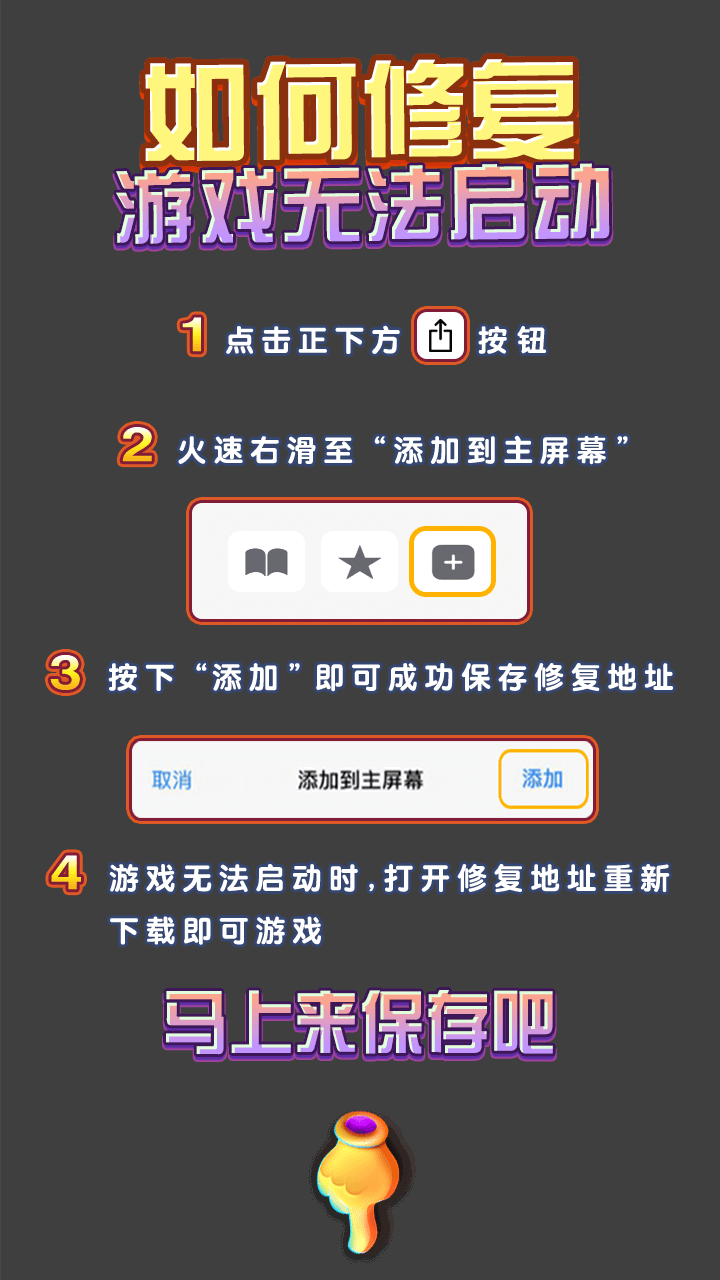 如何修复
游戏无法启动
1 点击正下方 按钮
2 火速右滑至“添加到主屏幕”
3 按下“添加”即可成功保存修复地址
取消 添加到主屏幕 添加
4 游戏无法启动时,打开修复地址重新
下载即可游戏
马上来保存吧